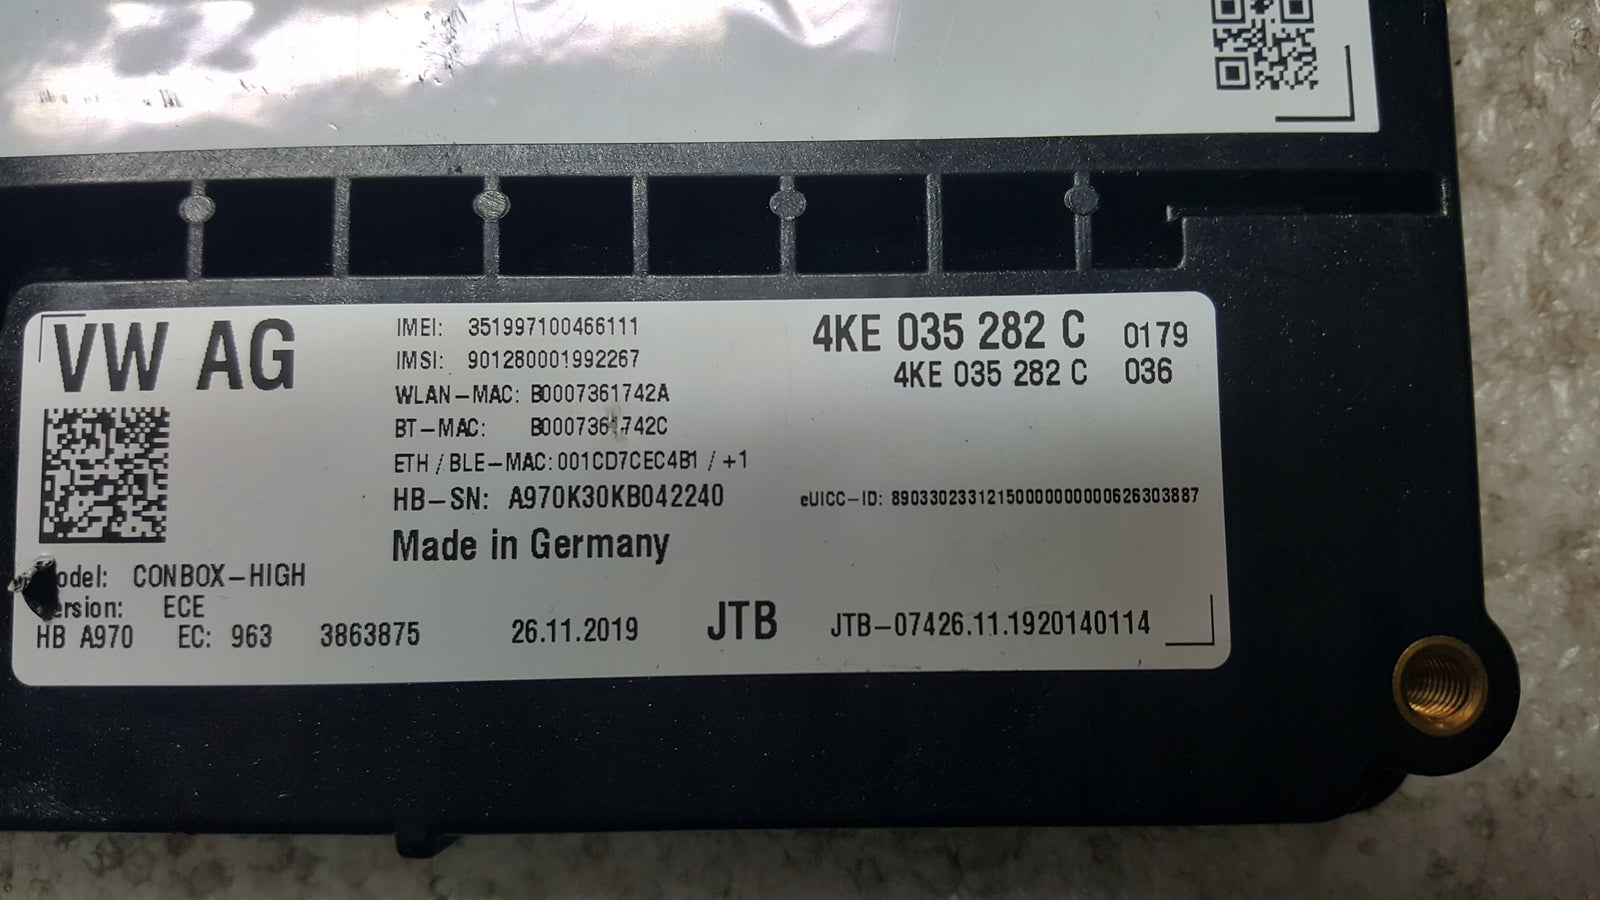 VW AG
IMEI: 351997100466111
IMSI: 901280001992267
WLAN-MAC: B0007361742A
BT-MAC: B0007361742C
ETH / BLE-MAC: 001CD7CEC4B1 / +1
HB-SN: A970K30KB042240
Made in Germany
4KE 035 282 C 0179
4KE 035 282 C 036
eUICC-ID: 89033023312150000000000626303887
odel: CONBOX-HIGH
ersion: ECE
HB A970 EC: 963 3863875 26.11.2019 JTB JTB-07426.11.1920140114